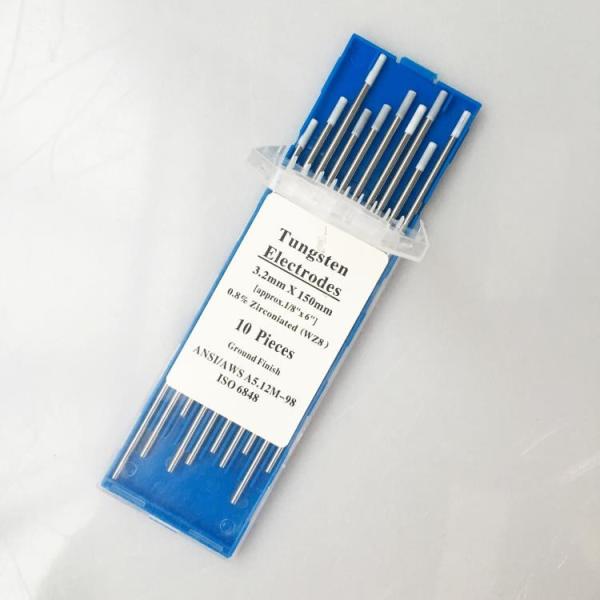 Tungsten
Electrodes
3.2mm X 150mm
[approx.1/8"x6"]
0.8% Zirconiated (WZ8)
10 Pieces
Ground Finish
ANSI/AWS A5.12M-98
ISO 6848